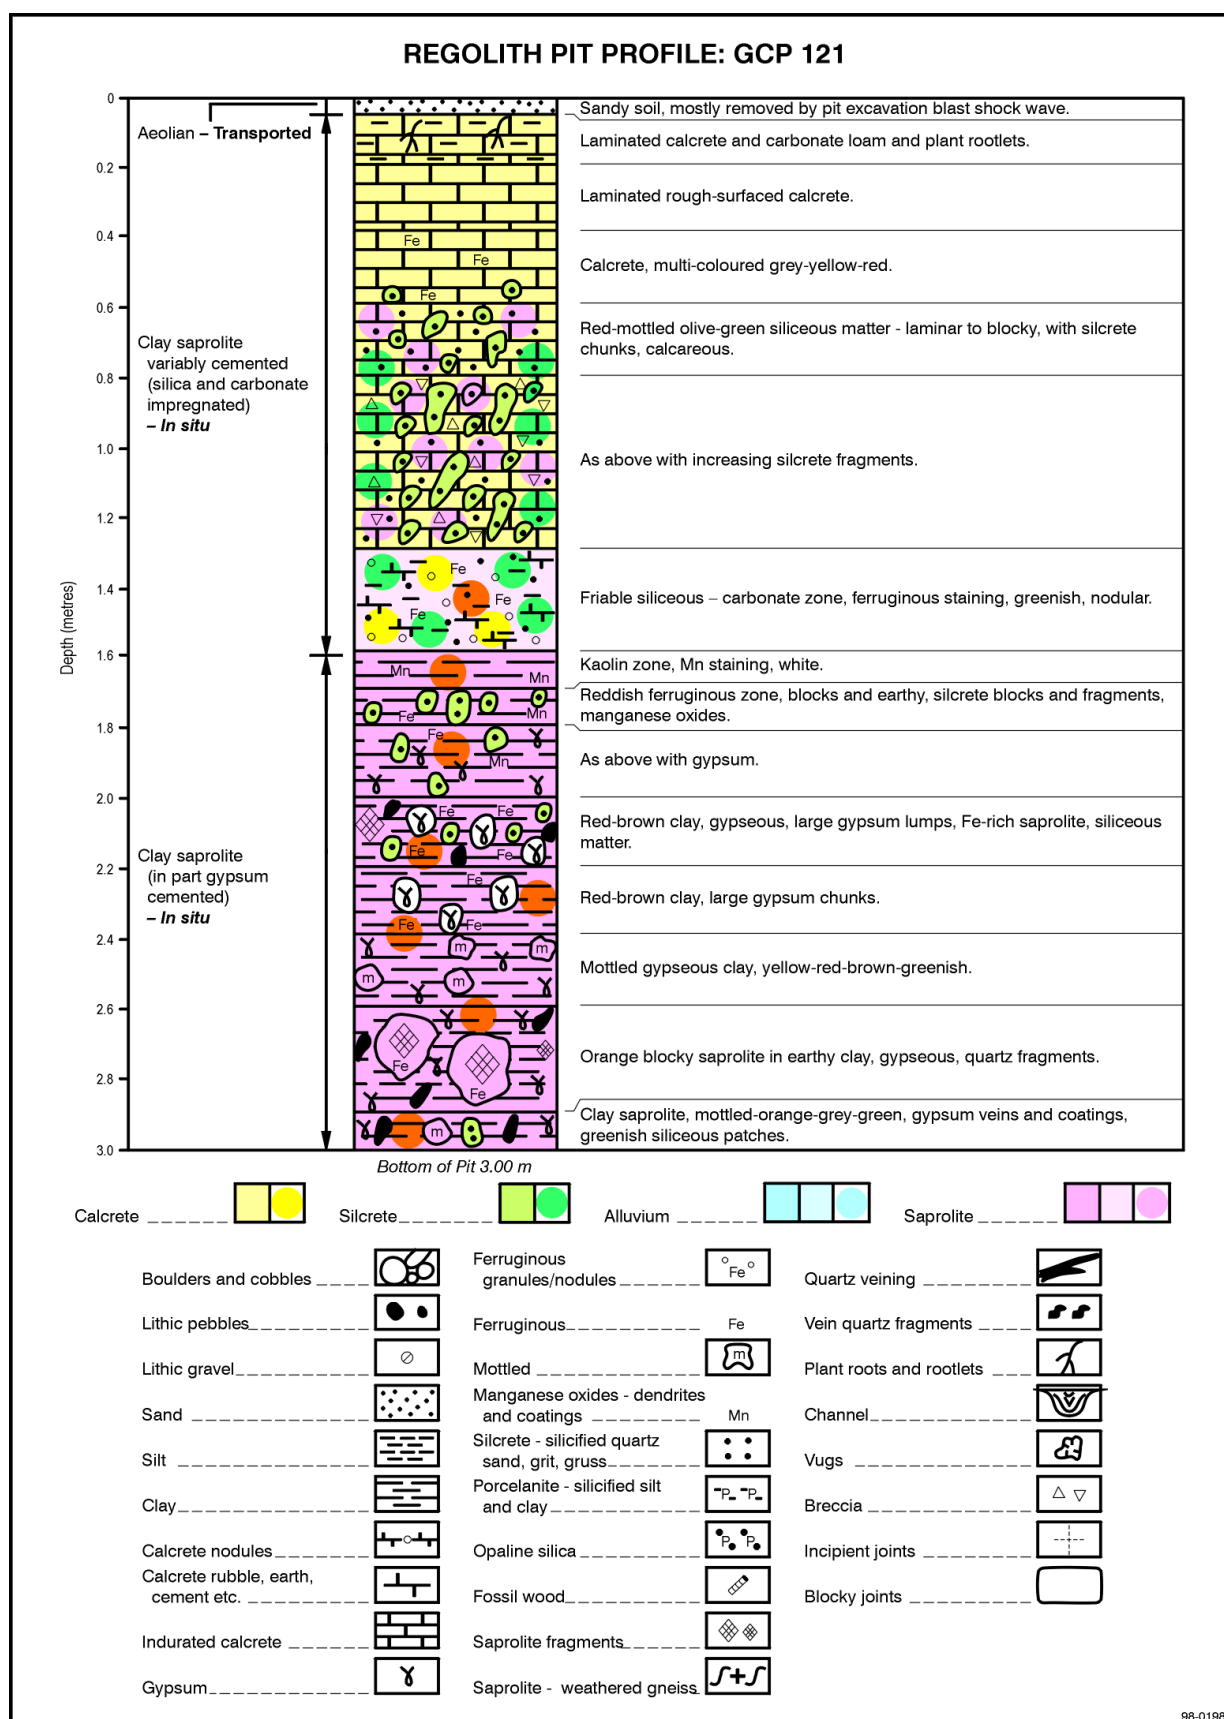 REGOLITH PIT PROFILE: GCP 121
0
Aeolian – Transported
Sandy soil, mostly removed by pit excavation blast shock wave.
Laminated calcrete and carbonate loam and plant rootlets.
0.2
Laminated rough-surfaced calcrete.
0.4
Fe
Fe
Calcrete, multi-coloured grey-yellow-red.
Fe
0.6
Red-mottled olive-green siliceous matter - laminar to blocky, with silcrete
chunks, calcareous.
Clay saprolite
variably cemented
(silica and carbonate
impregnated)
– In situ
0.8
1.0
As above with increasing silcrete fragments.
1.2
Depth (metres)
1.4
Fe
Fe
Fe
Friable siliceous – carbonate zone, ferruginous staining, greenish, nodular.
1.6
Mn
Mn
Kaolin zone, Mn staining, white.
Fe
Mn
Reddish ferruginous zone, blocks and earthy, silcrete blocks and fragments,
manganese oxides.
1.8
Fe
Mn
As above with gypsum.
2.0
Fe
Fe
Fe
Fe
Red-brown clay, gypseous, large gypsum lumps, Fe-rich saprolite, siliceous
matter.
Clay saprolite
(in part gypsum
cemented)
– In situ
2.2
Fe
Fe
Fe
Red-brown clay, large gypsum chunks.
2.4
m
m
m
m
Mottled gypseous clay, yellow-red-brown-greenish.
2.6
Fe
Fe
Orange blocky saprolite in earthy clay, gypseous, quartz fragments.
2.8
m
Clay saprolite, mottled-orange-grey-green, gypsum veins and coatings,
greenish siliceous patches.
3.0
Bottom of Pit 3.00 m
Calcrete
Silcrete
Alluvium
Saprolite
Boulders and cobbles
Lithic pebbles
Lithic gravel
Sand
Silt
Clay
Calcrete nodules
Calcrete rubble, earth,
cement etc.
Indurated calcrete
Gypsum
Ferruginous
granules/nodules
Fe
Ferruginous
Fe
Mottled
m
Manganese oxides - dendrites
and coatings
Mn
Silcrete - silicified quartz
sand, grit, gruss
Porcelanite - silicified silt
and clay
P P
Opaline silica
P P
Fossil wood
Saprolite fragments
Saprolite - weathered gneiss
Quartz veining
Vein quartz fragments
Plant roots and rootlets
Channel
Vugs
Breccia
Incipient joints
Blocky joints
98-0198